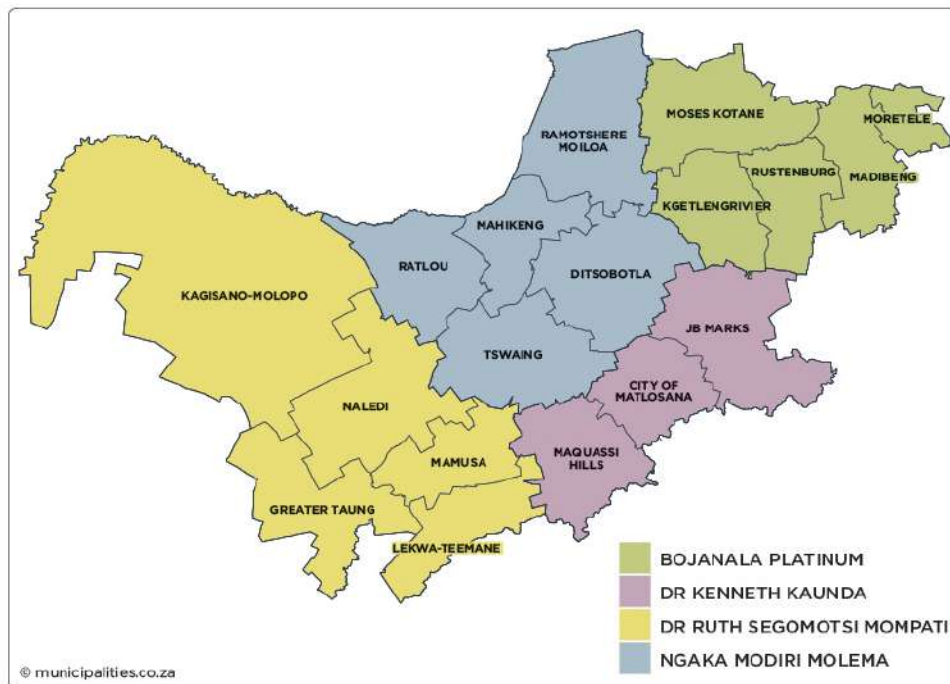 MOSES KOTANE
MORETELE
RAMOTSHERE
MOILOA
RUSTENBURG
MADIBENG
KGETLENGRIVIER
MAHIKENG
RATLOU
DITSOBOTLA
KAGISANO-MOLOPO
JB MARKS
TSWAING
CITY OF
MATLOSANA
NALEDI
MAQUASSI
HILLS
MAMUSA
GREATER TAUNG
LEKWA-TEEMANE
BOJANALA PLATINUM
DR KENNETH KAUNDA
DR RUTH SEGOMOTSI MOMPATI
NGAKA MODIRI MOLEMA
© municipalities.co.za